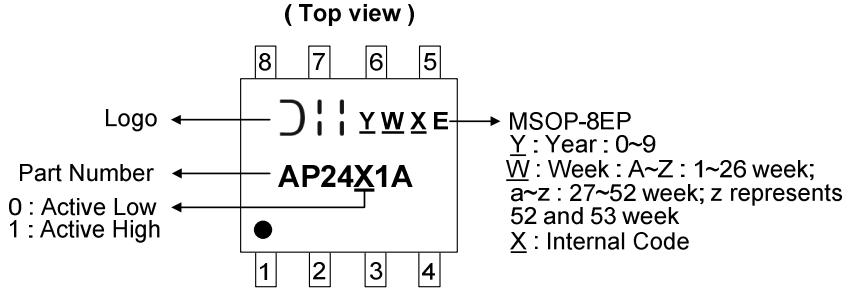 ( Top view )
8 7 6 5
Logo
Y W X E
MSOP-8EP
Y : Year : 0~9
W : Week : A~Z : 1~26 week;
a~z : 27~52 week; z represents
52 and 53 week
X : Internal Code
Part Number
AP24X1A
0 : Active Low
1 : Active High
1 2 3 4